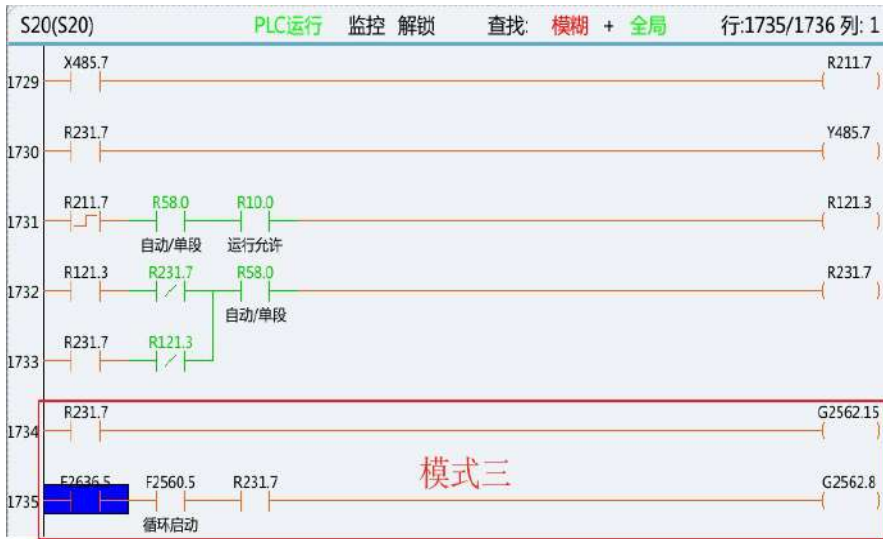 S20(S20) PLC运行 监控 解锁 查找: 模糊 + 全局 行:1735/1736 列: 1
X485.7 R211.7
1729
R231.7 Y485.7
1730
R211.7 R58.0 R10.0 R121.3
1731
自动/单段 运行允许
R121.3 R231.7 R58.0 R231.7
1732
自动/单段
R231.7 R121.3
1733
R231.7 G2562.15
1734
模式三
F2636.5 F2560.5 R231.7 G2562.8
1735
循环启动